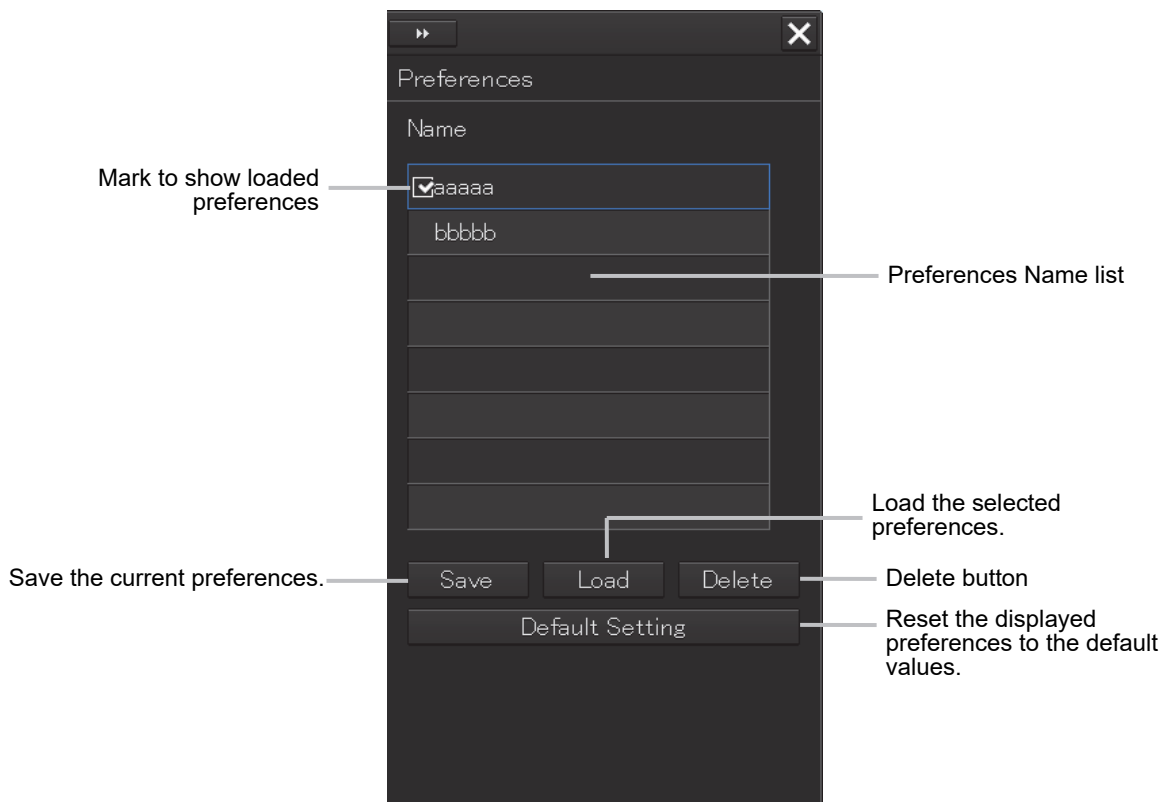 Preferences
Name
Mark to show loaded
preferences
aaaaa
bbbbb
Preferences Name list
Load the selected
preferences.
Save the current preferences.
Save
Load
Delete
Delete button
Default Setting
Reset the displayed
preferences to the default
values.